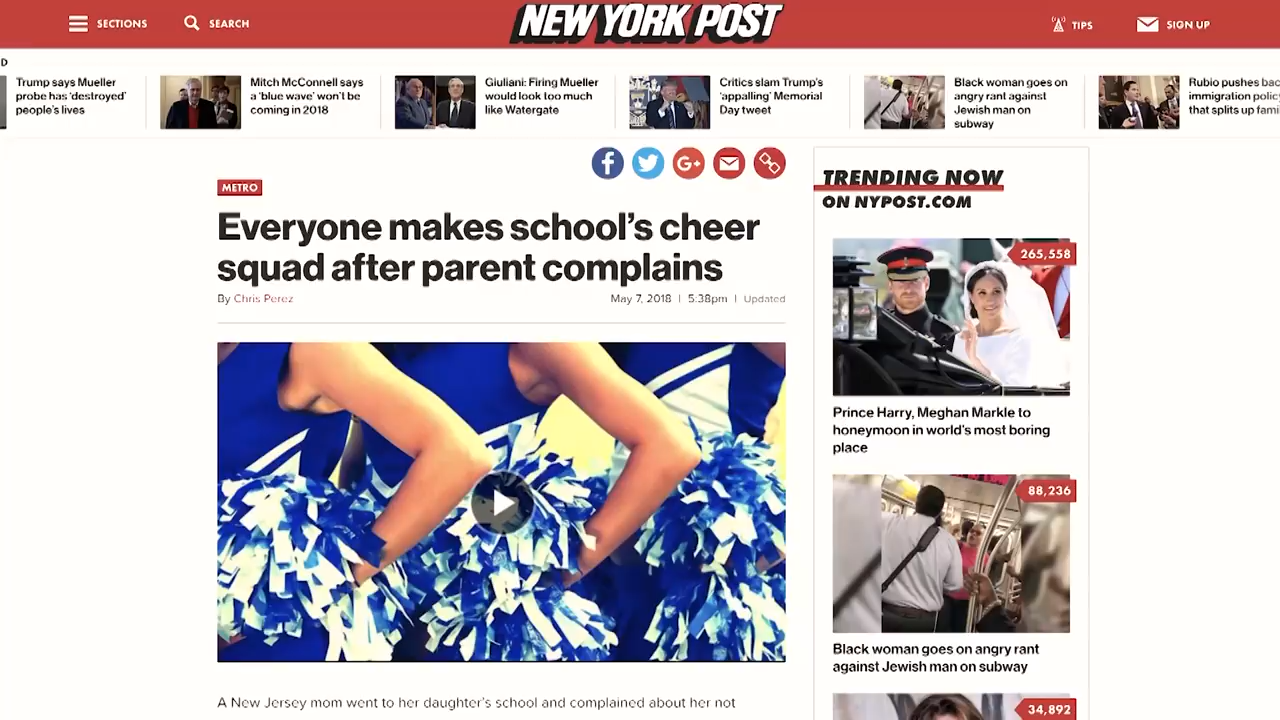 SECTIONS
SEARCH
NEW YORK POST
TIPS
SIGN UP
D
Trump says Mueller
probe has 'destroyed'
people's lives
Mitch McConnell says
a 'blue wave' won't be
coming in 2018
Giuliani: Firing Mueller
would look too much
like Watergate
Critics slam Trump's
'appalling' Memorial
Day tweet
Black woman goes on
angry rant against
Jewish man on
subway
Rubio pushes bac
immigration policy
that splits up fami
METRO
Everyone makes school's cheer
squad after parent complains
By Chris Perez
May 7, 2018 | 5:38pm | Updated
A New Jersey mom went to her daughter's school and complained about her not
TRENDING NOW
ON NYPOST.COM
265,558
Prince Harry, Meghan Markle to
honeymoon in world's most boring
place
88,236
Black woman goes on angry rant
against Jewish man on subway
34,892